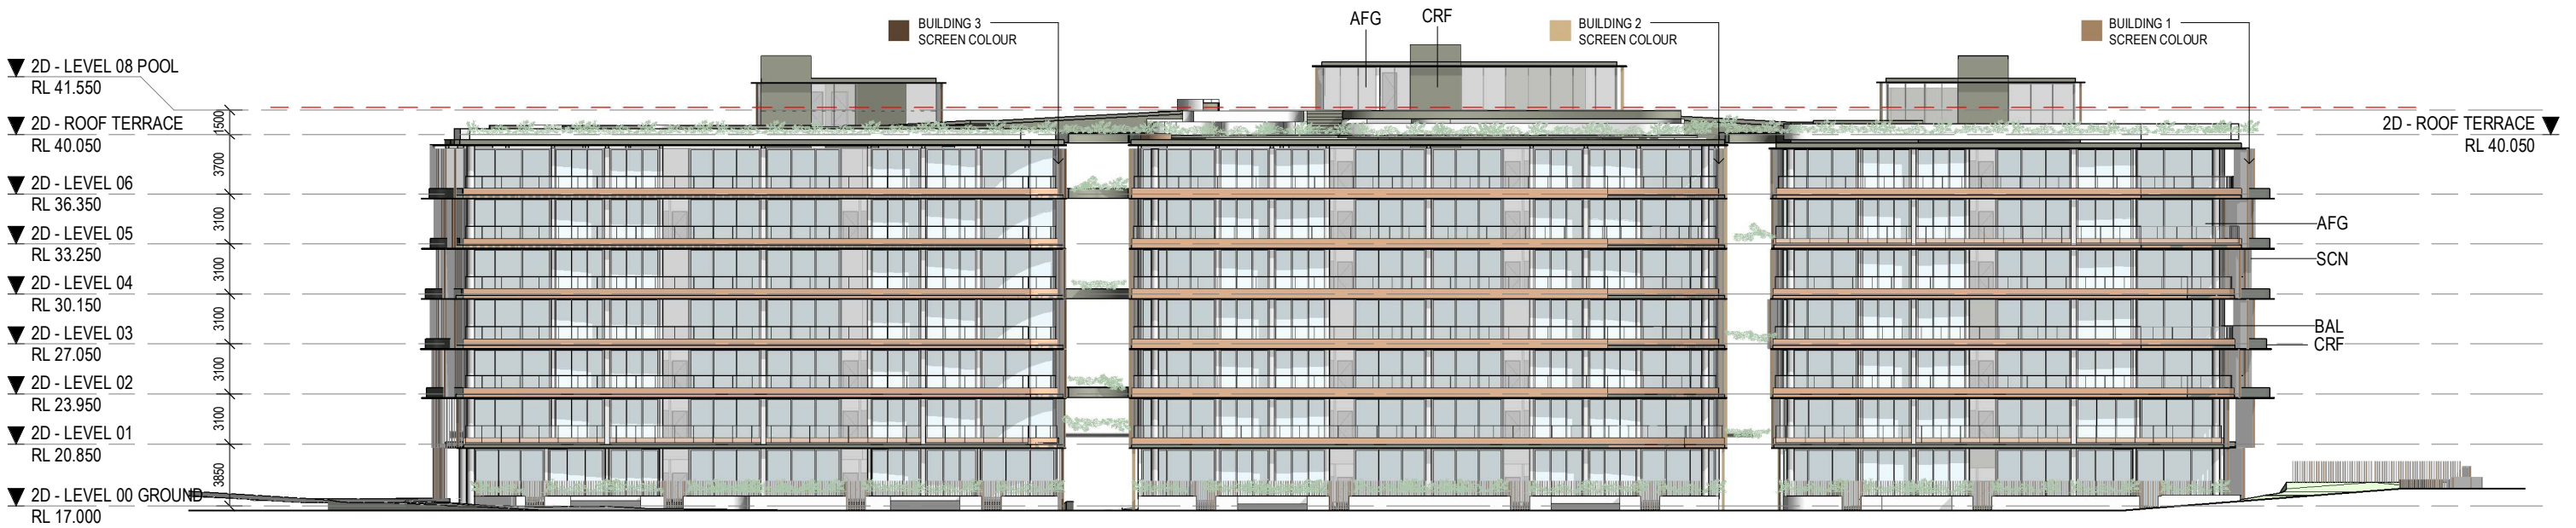 BUILDING 3
SCREEN COLOUR
AFG
CRF
BUILDING 2
SCREEN COLOUR
BUILDING 1
SCREEN COLOUR
2D - LEVEL 08 POOL
RL 41.550
1500
2D - ROOF TERRACE
RL 40.050
2D - ROOF TERRACE
RL 40.050
3700
2D - LEVEL 06
RL 36.350
3100
AFG
2D - LEVEL 05
RL 33.250
SCN
3100
2D - LEVEL 04
RL 30.150
3100
BAL
2D - LEVEL 03
CRF
RL 27.050
3100
2D - LEVEL 02
RL 23.950
3100
2D - LEVEL 01
RL 20.850
3850
2D - LEVEL 00 GROUND
RL 17.000